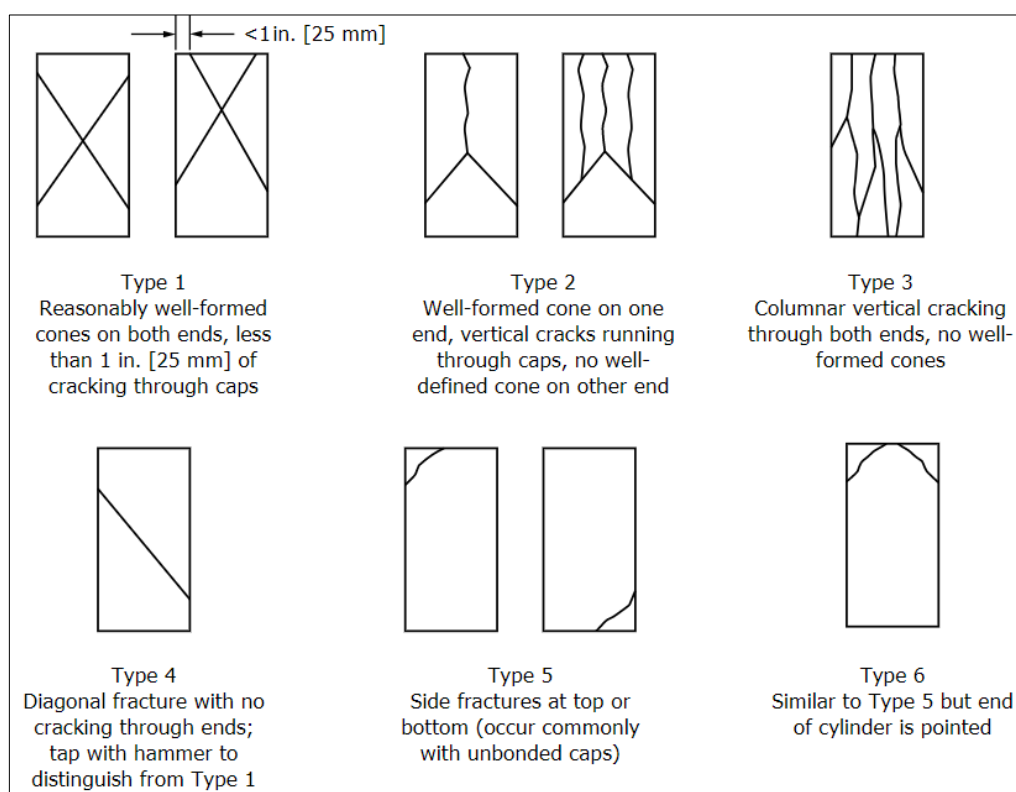 <1in. [25 mm]
Type 1
Reasonably well-formed
cones on both ends, less
than 1 in. [25 mm] of
cracking through caps
Type 2
Well-formed cone on one
end, vertical cracks running
through caps, no well-
defined cone on other end
Type 3
Columnar vertical cracking
through both ends, no well-
formed cones
Type 4
Diagonal fracture with no
cracking through ends;
tap with hammer to
distinguish from Type 1
Type 5
Side fractures at top or
bottom (occur commonly
with unbonded caps)
Type 6
Similar to Type 5 but end
of cylinder is pointed